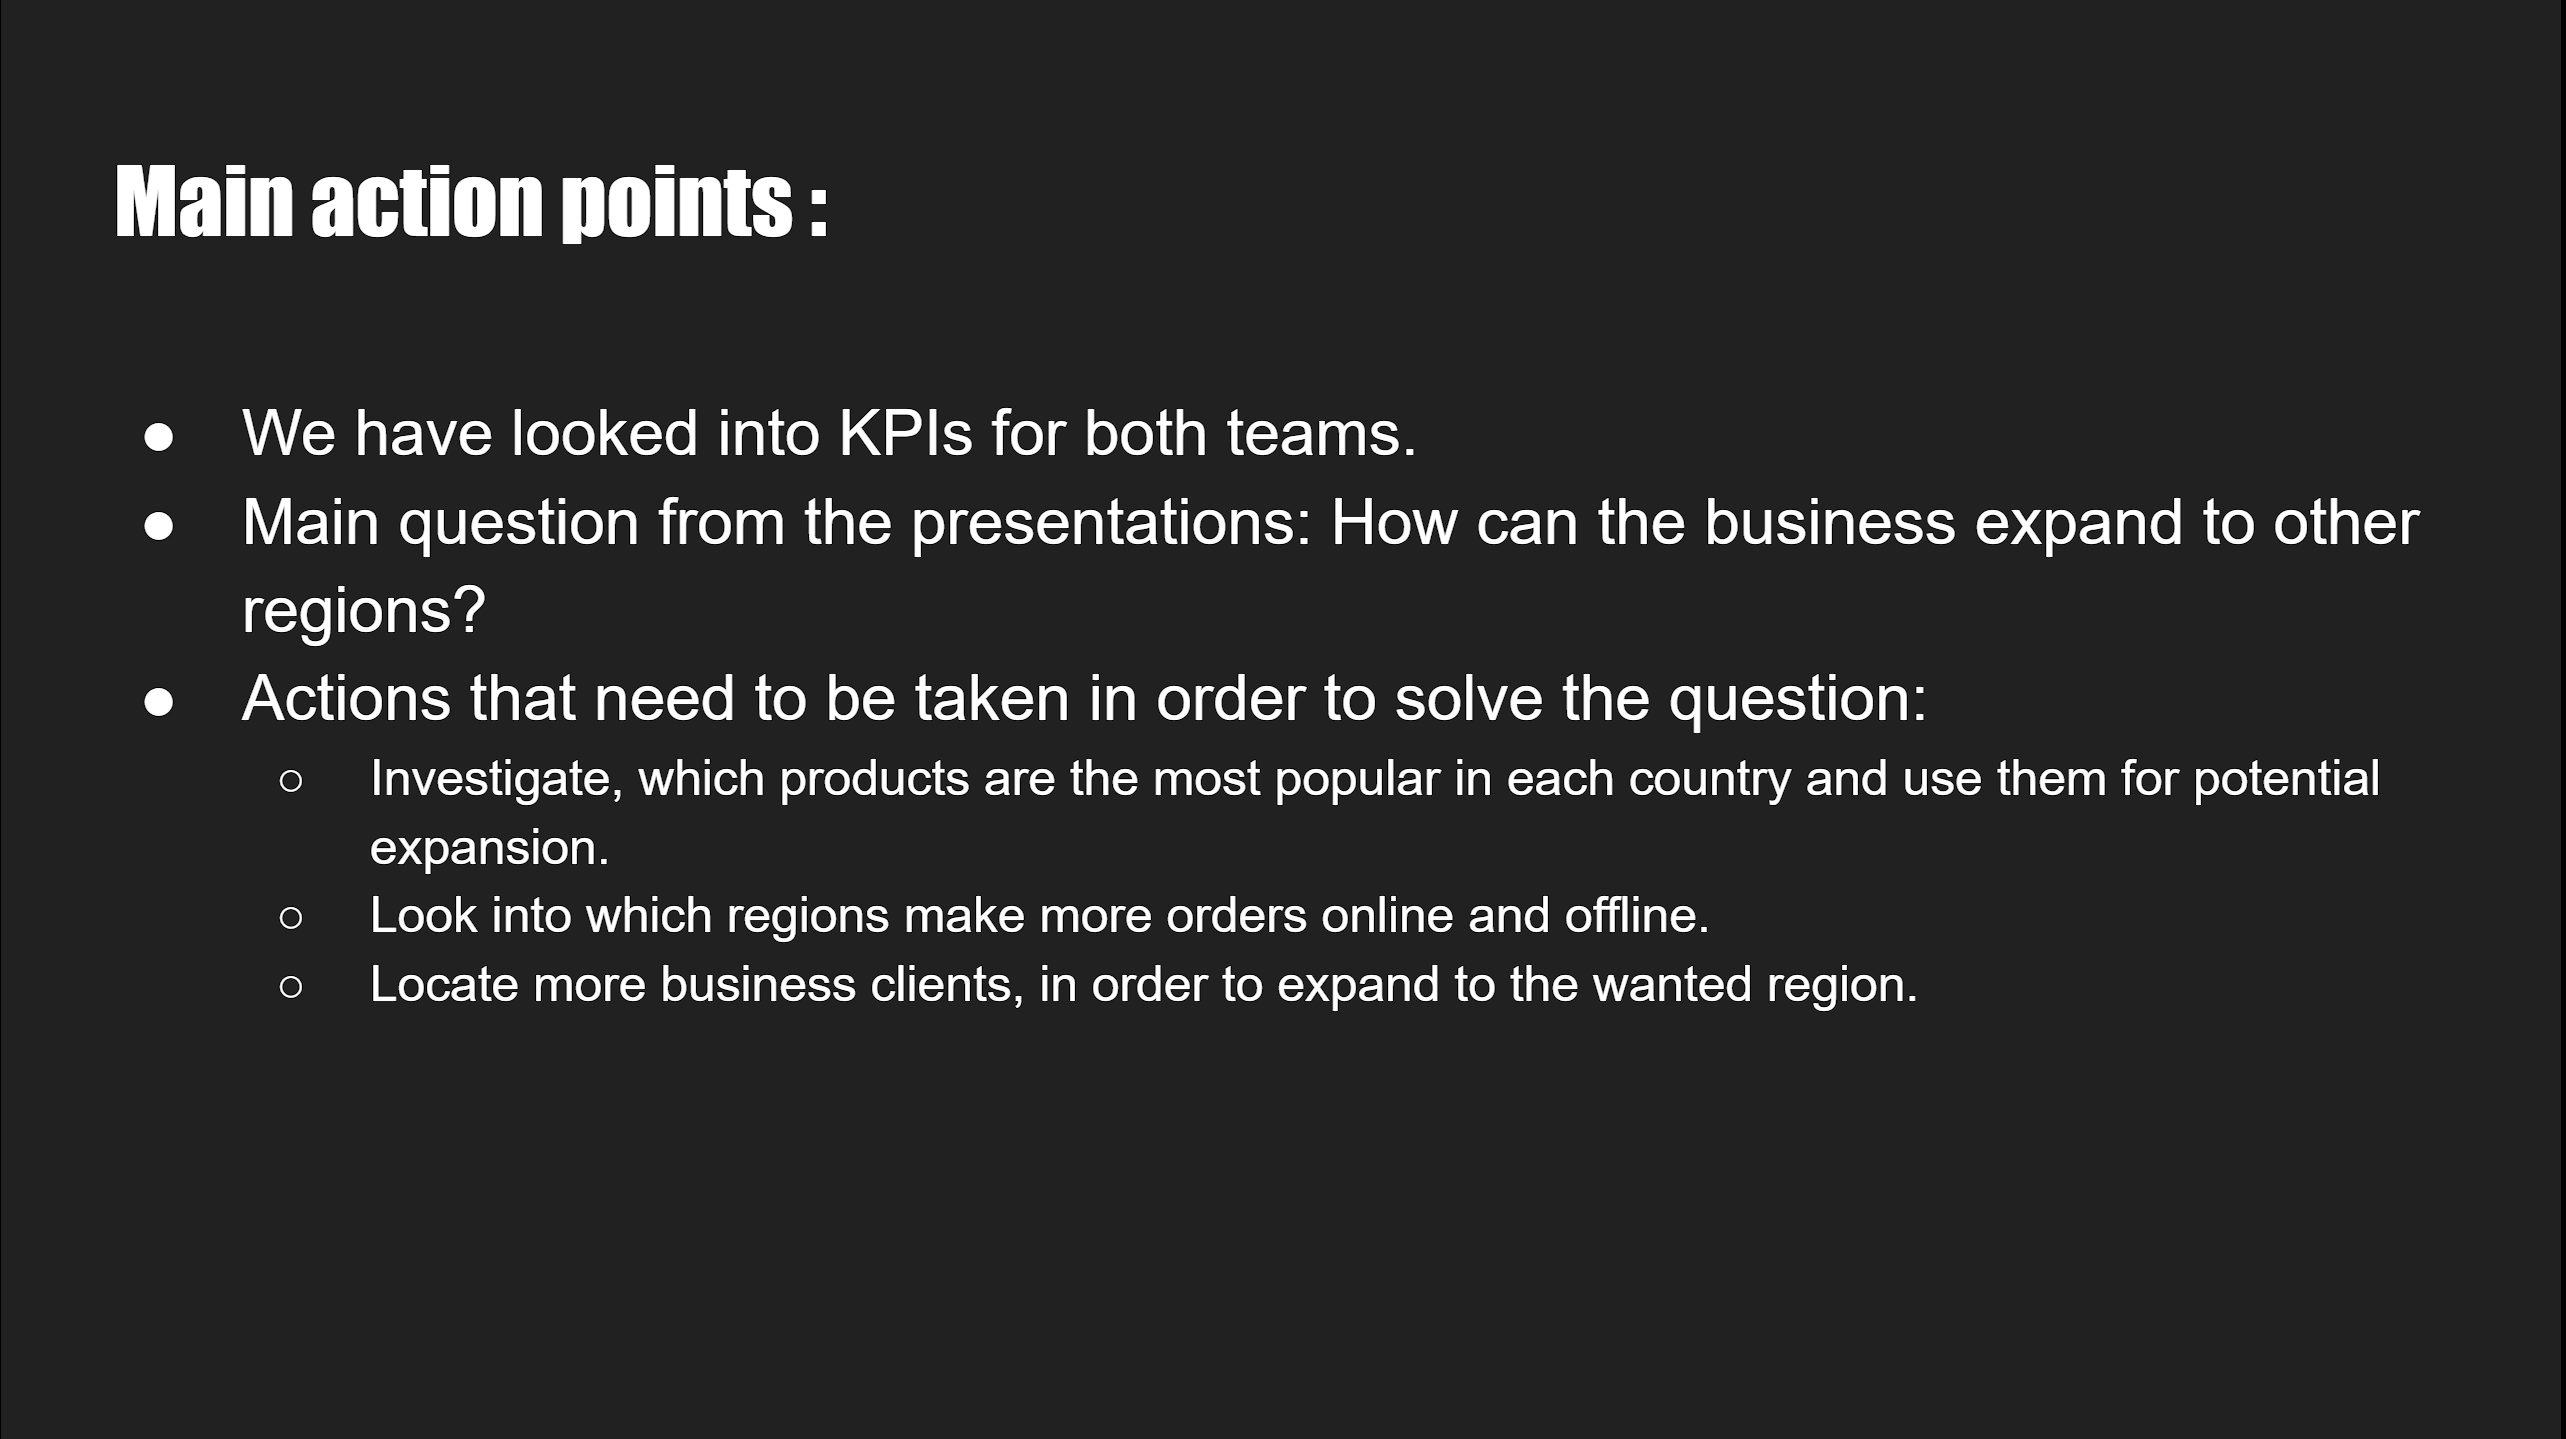 Main action points :
● We have looked into KPIs for both teams.
● Main question from the presentations: How can the business expand to other
regions?
● Actions that need to be taken in order to solve the question:
○ Investigate, which products are the most popular in each country and use them for potential
expansion.
○ Look into which regions make more orders online and offline.
○ Locate more business clients, in order to expand to the wanted region.